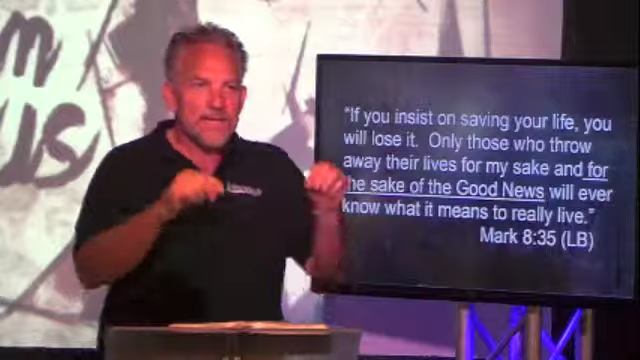 "If you insist on saving your life, you
will lose it. Only those who throw
away their lives for my sake and for
the sake of the Good News will ever
know what it means to really live."
Mark 8:35 (LB)